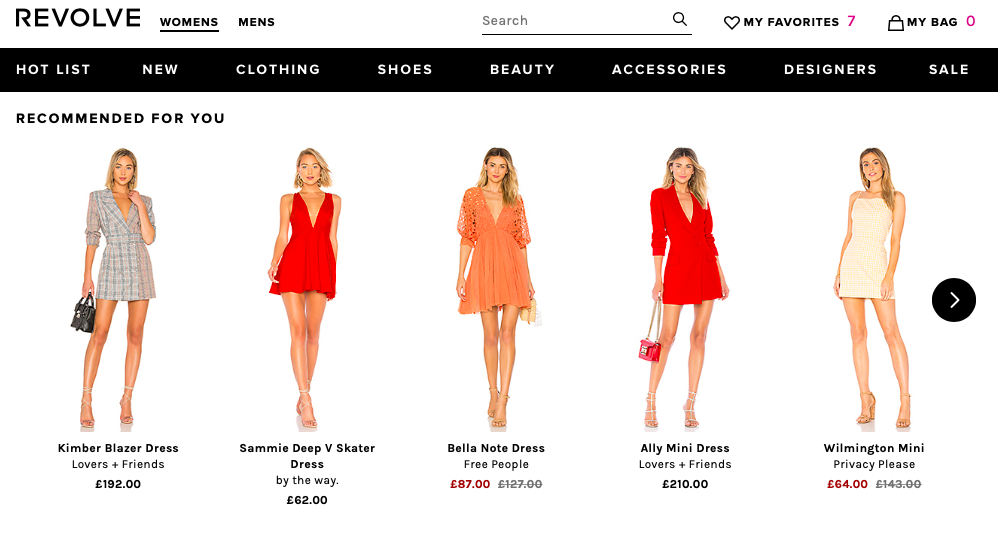 REVOLVE WOMENS MENS Search MY FAVORITES 7 MY BAG 0
HOT LIST NEW CLOTHING SHOES BEAUTY ACCESSORIES DESIGNERS SALE
RECOMMENDED FOR YOU
Kimber Blazer Dress
Lovers + Friends
£192.00
Sammie Deep V Skater
Dress
by the way.
£62.00
Bella Note Dress
Free People
£87.00 £127.00
Ally Mini Dress
Lovers + Friends
£210.00
Wilmington Mini
Privacy Please
£64.00 £143.00